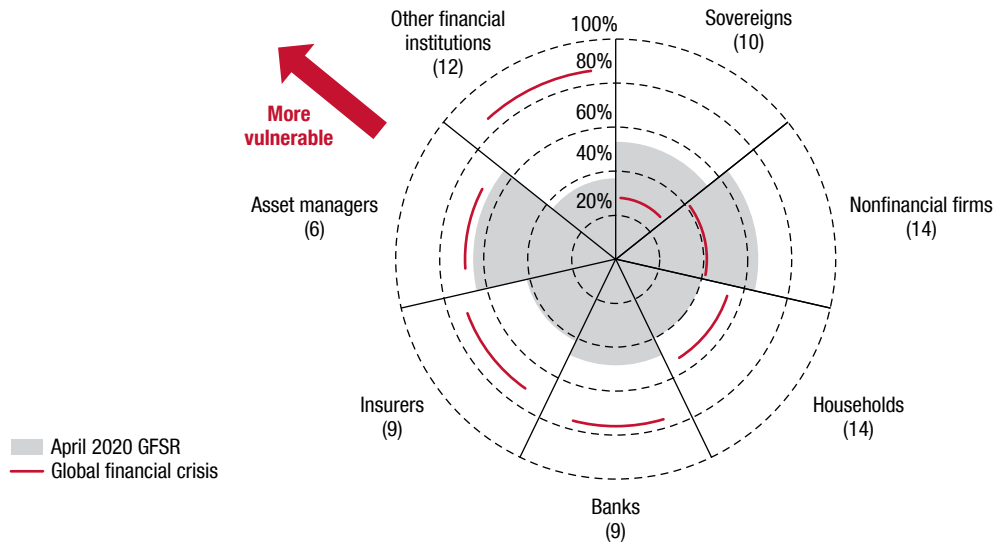 Other financial
institutions
(12)
100%
Sovereigns
(10)
80%
60%
40%
20%
More
vulnerable
Asset managers
(6)
Nonfinancial firms
(14)
Insurers
(9)
Households
(14)
Banks
(9)
April 2020 GFSR
Global financial crisis